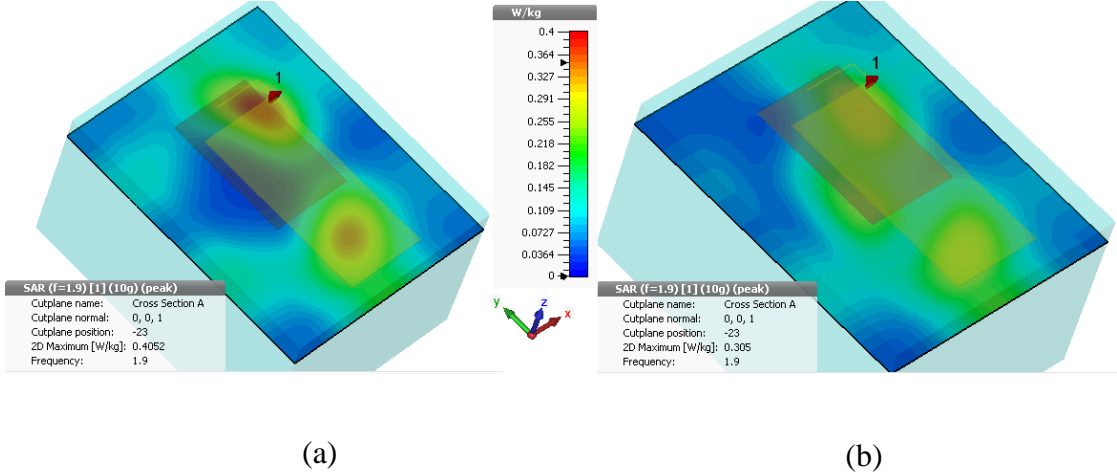 W/kg
0.4
0.364
0.327
0.291
0.255
0.218
0.182
0.145
0.109
0.0727
0.0364
0
1
1
SAR (f=1.9) [1] (10g) (peak)
Cutplane name: Cross Section A
Cutplane normal: 0, 0, 1
Cutplane position: -23
2D Maximum [W/kg]: 0.4052
Frequency: 1.9
y z x
SAR (f=1.9) [1] (10g) (peak)
Cutplane name: Cross Section A
Cutplane normal: 0, 0, 1
Cutplane position: -23
2D Maximum [W/kg]: 0.305
Frequency: 1.9
(a) (b)